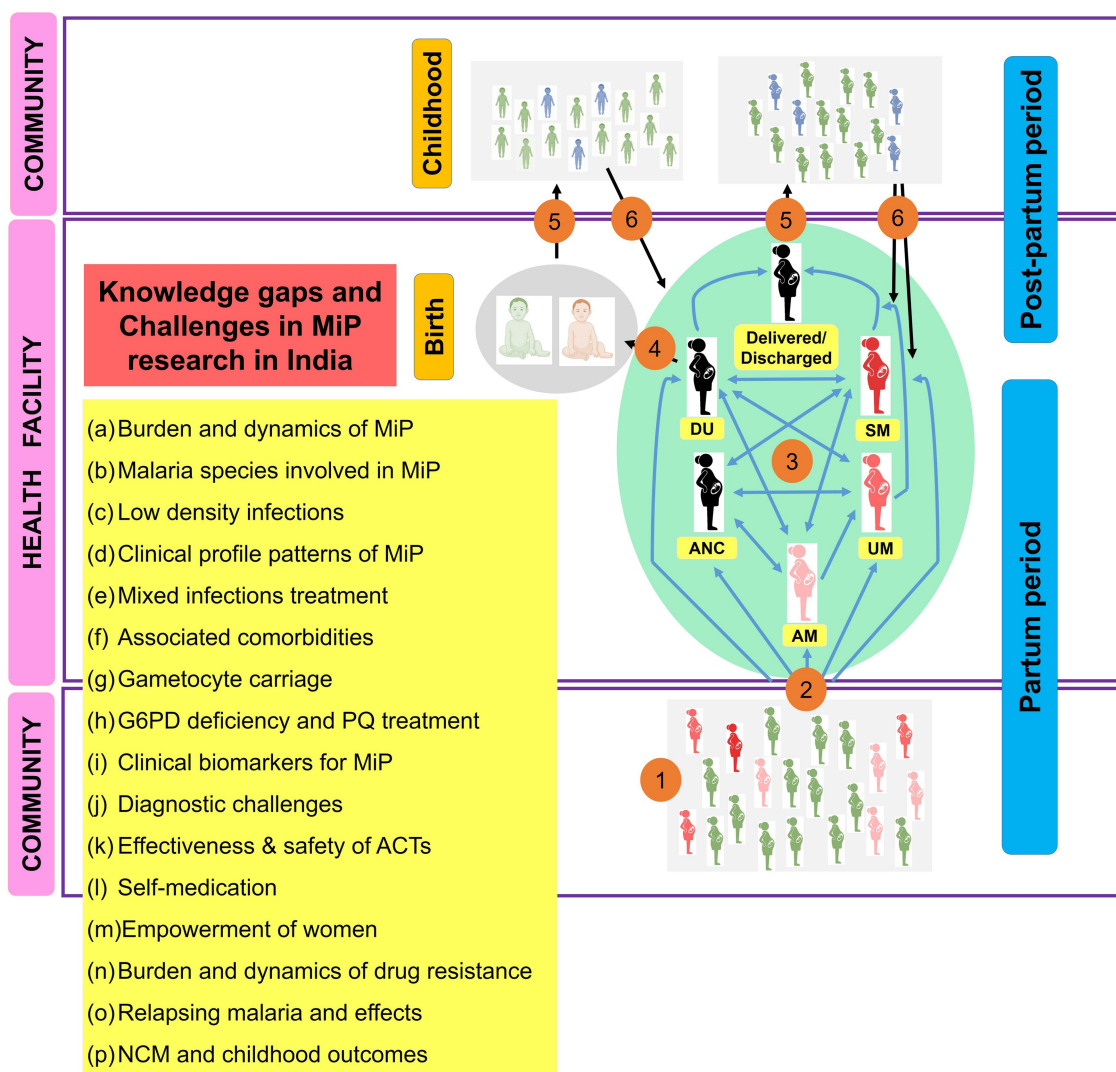 COMMUNITY
Childhood
Post-partum period
5
6
5
6
HEALTH FACILITY
Knowledge gaps and
Challenges in MiP
research in India
Birth
4
Delivered/
Discharged
DU
SM
3
ANC
UM
AM
2
Partum period
(a) Burden and dynamics of MiP
(b) Malaria species involved in MiP
(c) Low density infections
(d) Clinical profile patterns of MiP
(e) Mixed infections treatment
(f) Associated comorbidities
(g) Gametocyte carriage
(h) G6PD deficiency and PQ treatment
(i) Clinical biomarkers for MiP
(j) Diagnostic challenges
(k) Effectiveness & safety of ACTs
(l) Self-medication
(m) Empowerment of women
(n) Burden and dynamics of drug resistance
(o) Relapsing malaria and effects
(p) NCM and childhood outcomes
COMMUNITY
1